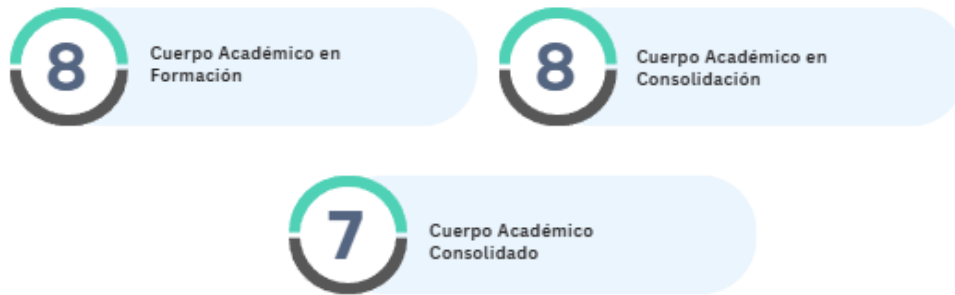 8
Cuerpo Académico en
Formación
8
Cuerpo Académico en
Consolidación
7
Cuerpo Académico
Consolidado